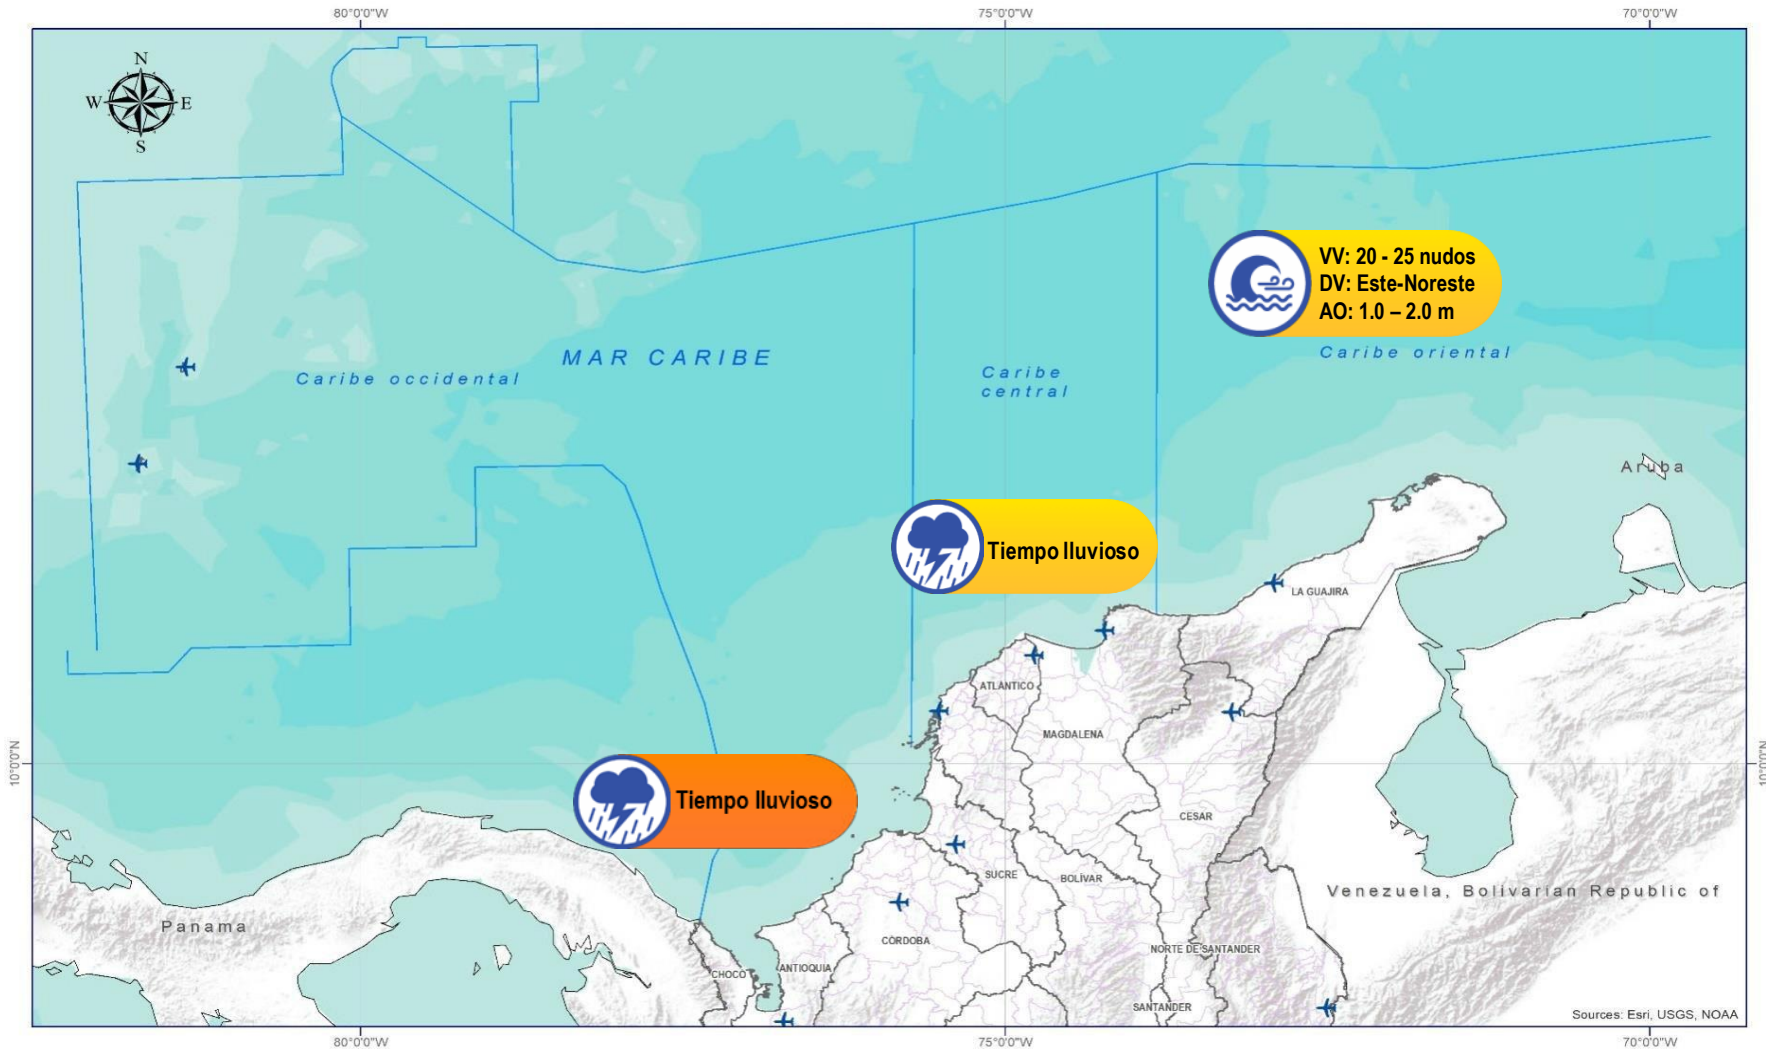 80°0'0"W
75°0'0"W
70°0'0"W
N
W
E
S
VV: 20 - 25 nudos
DV: Este-Noreste
AO: 1.0 – 2.0 m
MAR CARIBE
Caribe occidental
Caribe
central
Caribe oriental
Aruba
Tiempo lluvioso
LA GUAJIRA
ATLANTICO
MAGDALENA
10°0'0"N
10°0'0"N
Tiempo lluvioso
CESAR
SUCRE
BOLÍVAR
Venezuela, Bolivarian Republic of
Panama
CÓRDOBA
NORTE DE SANTANDER
CHOCO
ANTIOQUIA
SANTANDER
Sources: Esri, USGS, NOAA
80°0'0"W
75°0'0"W
70°0'0"W